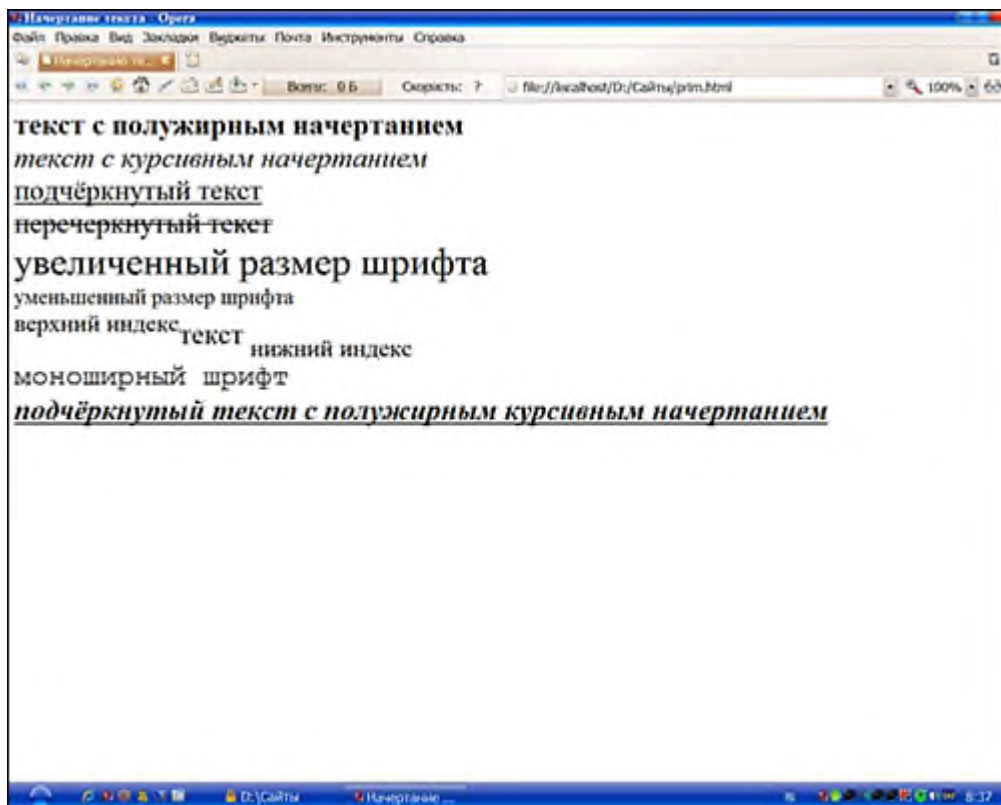 Начертание текста - Opera
Файл Правка Вид Закладки Виджеты Почта Инструменты Справка
Начертание те...
Всего: 0 Б Скорость: ? file://localhost/D:/Сайты/prim.html 100%
текст с полужирным начертанием
текст с курсивным начертанием
подчёркнутый текст
перечеркнутый текст
увеличенный размер шрифта
уменьшенный размер шрифта
верхний индекс текст нижний индекс
моноширный шрифт
подчёркнутый текст с полужирным курсивным начертанием
D:\Сайты Начертание ... 8:37